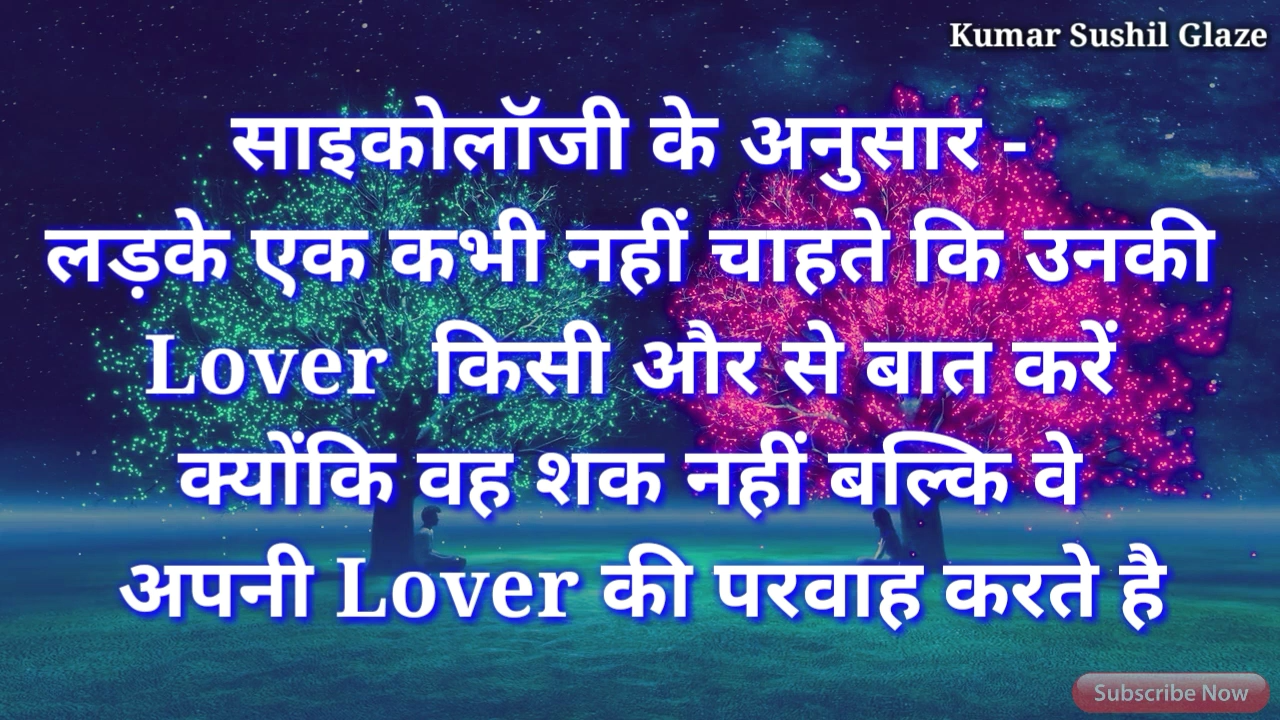 Kumar Sushil Glaze
साइकोलॉजी के अनुसार -
लड़के एक कभी नहीं चाहते कि उनकी
Lover किसी और से बात करें
क्योंकि वह शक नहीं बल्कि वे
अपनी Lover की परवाह करते है
Subscribe Now